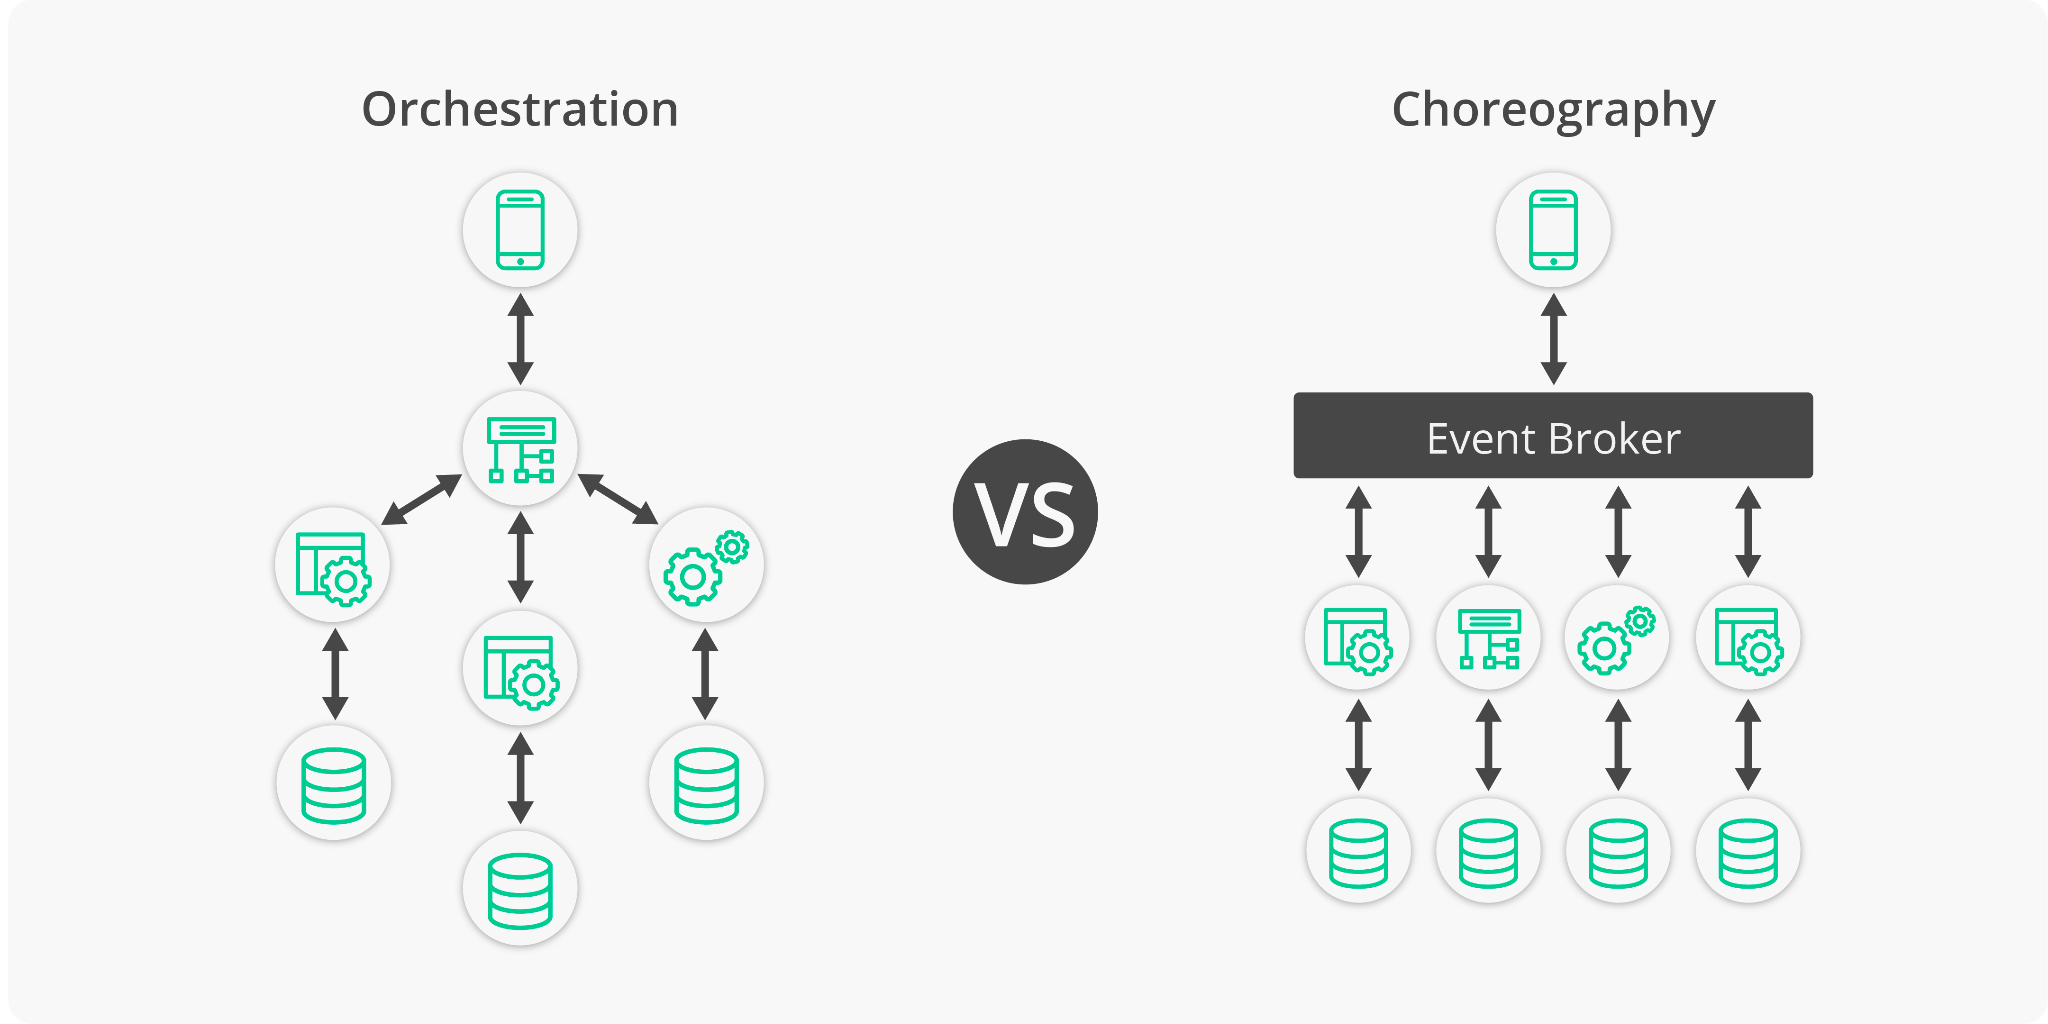 Orchestration
VS
Choreography
Event Broker